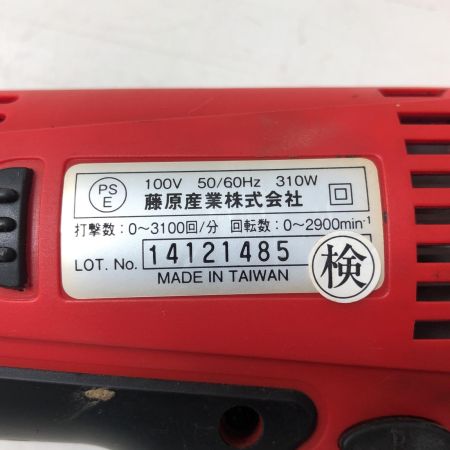 PS
E
100V 50/60Hz 310W
藤原産業株式会社
打撃数：0～3100回/分 回転数：0～2900min-1
LOT. No. 14121485
MADE IN TAIWAN
検